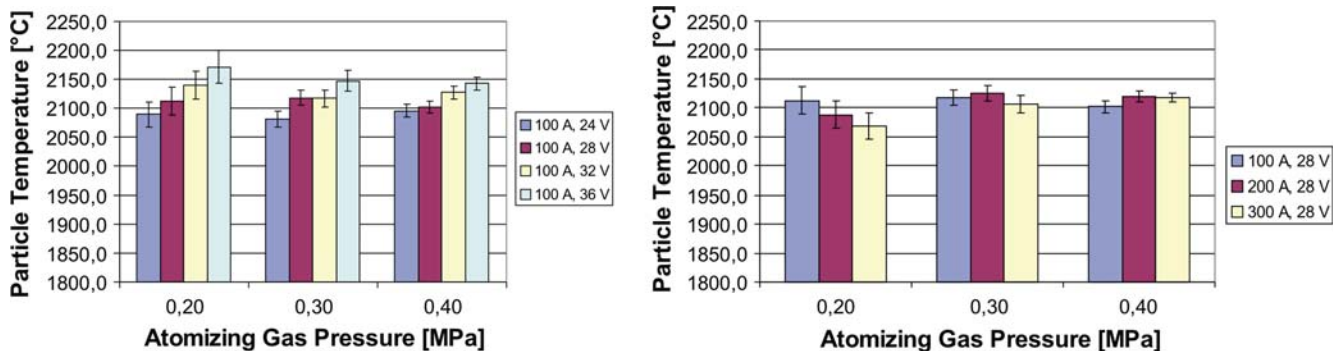 Particle Temperature [°C]
2250,0
2200,0
2150,0
2100,0
2050,0
2000,0
1950,0
1900,0
1850,0
1800,0
0,20
0,30
0,40
Atomizing Gas Pressure [MPa]
100 A, 24 V
100 A, 28 V
100 A, 32 V
100 A, 36 V
Particle Temperature [°C]
2250,0
2200,0
2150,0
2100,0
2050,0
2000,0
1950,0
1900,0
1850,0
1800,0
0,20
0,30
0,40
Atomizing Gas Pressure [MPa]
100 A, 28 V
200 A, 28 V
300 A, 28 V